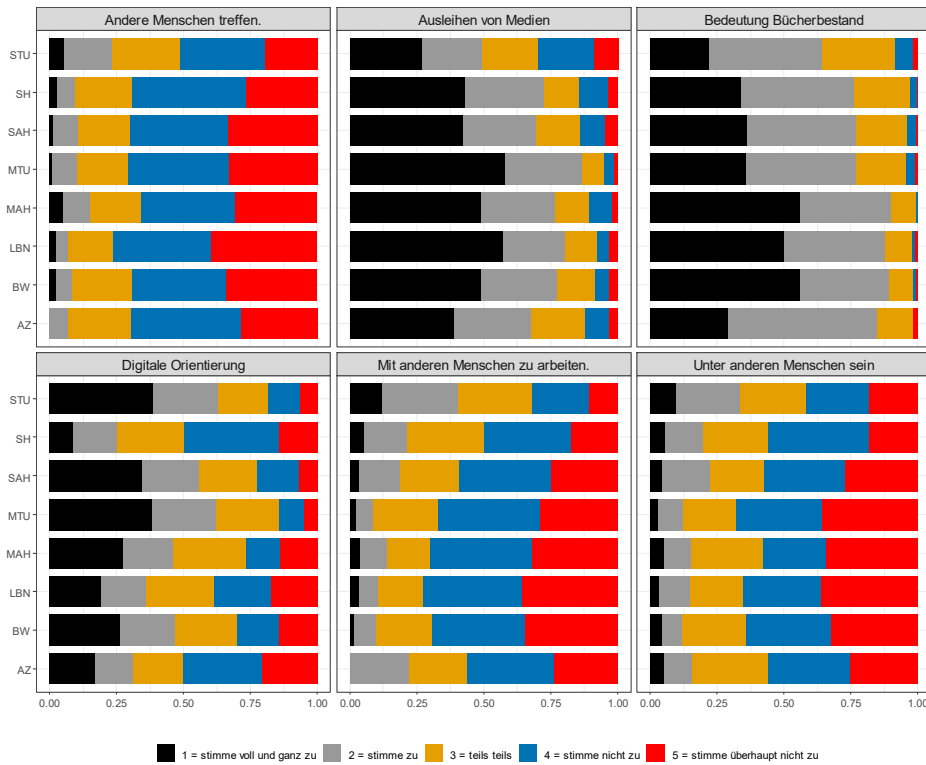 Andere Menschen treffen.
Ausleihen von Medien
Bedeutung Bücherbestand
STU
SH
SAH
MTU
MAH
LBN
BW
AZ
Digitale Orientierung
Mit anderen Menschen zu arbeiten.
Unter anderen Menschen sein
STU
SH
SAH
MTU
MAH
LBN
BW
AZ
0.00 0.25 0.50 0.75 1.00
0.00 0.25 0.50 0.75 1.00
0.00 0.25 0.50 0.75 1.00
1 = stimme voll und ganz zu 2 = stimme zu 3 = teils teils 4 = stimme nicht zu 5 = stimme überhaupt nicht zu